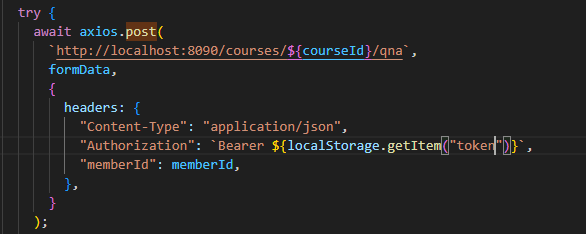 try {
await axios.post(
`http://localhost:8090/courses/${courseId}/qna`,
formData,
{
headers: {
"Content-Type": "application/json",
"Authorization": `Bearer ${localStorage.getItem("token")}`,
"memberId": memberId,
},
}
);